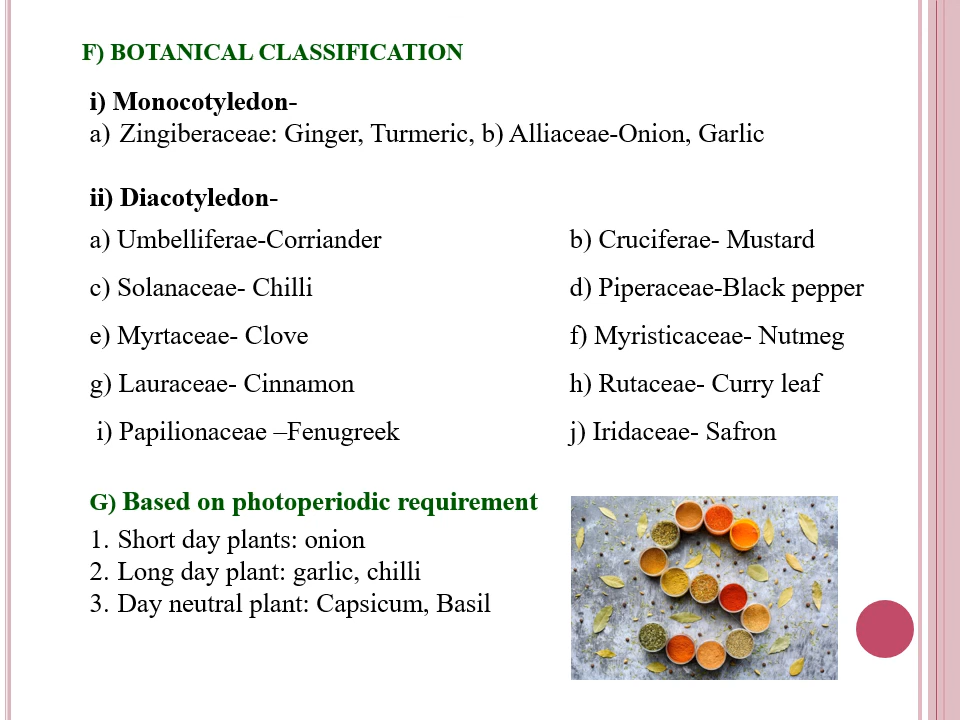 F) BOTANICAL CLASSIFICATION
i) Monocotyledon-
a) Zingiberaceae: Ginger, Turmeric, b) Alliaceae-Onion, Garlic
ii) Diacotyledon-
a) Umbelliferae-Corriander b) Cruciferae- Mustard
c) Solanaceae- Chilli d) Piperaceae-Black pepper
e) Myrtaceae- Clove f) Myristicaceae- Nutmeg
g) Lauraceae- Cinnamon h) Rutaceae- Curry leaf
i) Papilionaceae –Fenugreek j) Iridaceae- Safron
G) Based on photoperiodic requirement
1. Short day plants: onion
2. Long day plant: garlic, chilli
3. Day neutral plant: Capsicum, Basil